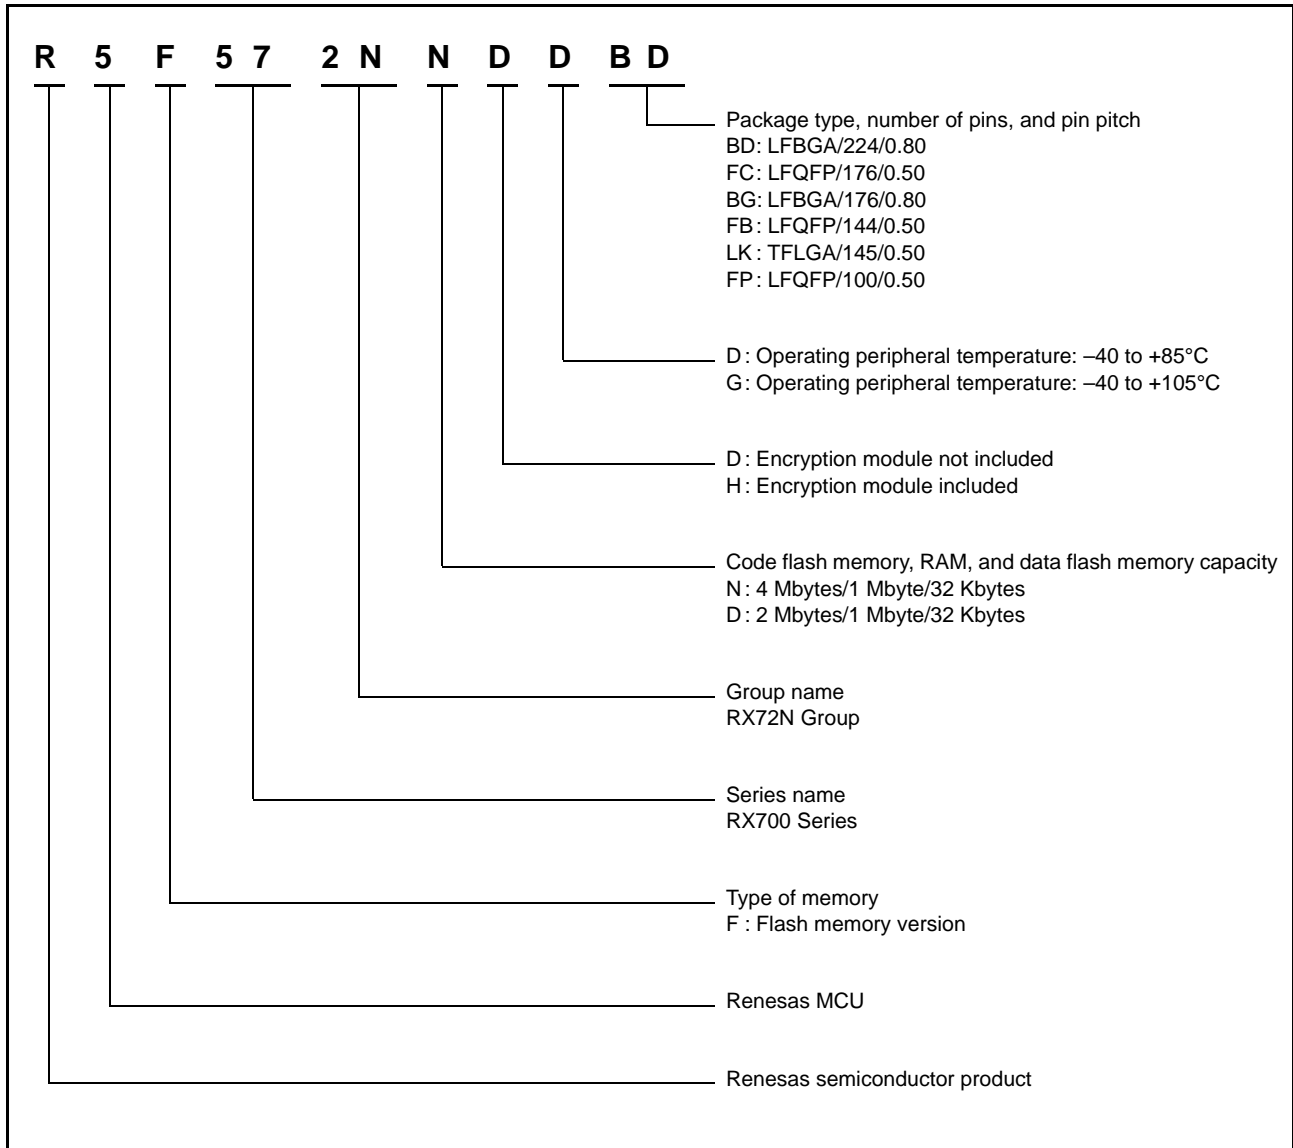 R 5 F 5 7 2 N N D D B D
Package type, number of pins, and pin pitch
BD: LFBGA/224/0.80
FC: LFQFP/176/0.50
BG: LFBGA/176/0.80
FB: LFQFP/144/0.50
LK: TFLGA/145/0.50
FP: LFQFP/100/0.50
D: Operating peripheral temperature: –40 to +85°C
G: Operating peripheral temperature: –40 to +105°C
D: Encryption module not included
H: Encryption module included
Code flash memory, RAM, and data flash memory capacity
N: 4 Mbytes/1 Mbyte/32 Kbytes
D: 2 Mbytes/1 Mbyte/32 Kbytes
Group name
RX72N Group
Series name
RX700 Series
Type of memory
F : Flash memory version
Renesas MCU
Renesas semiconductor product